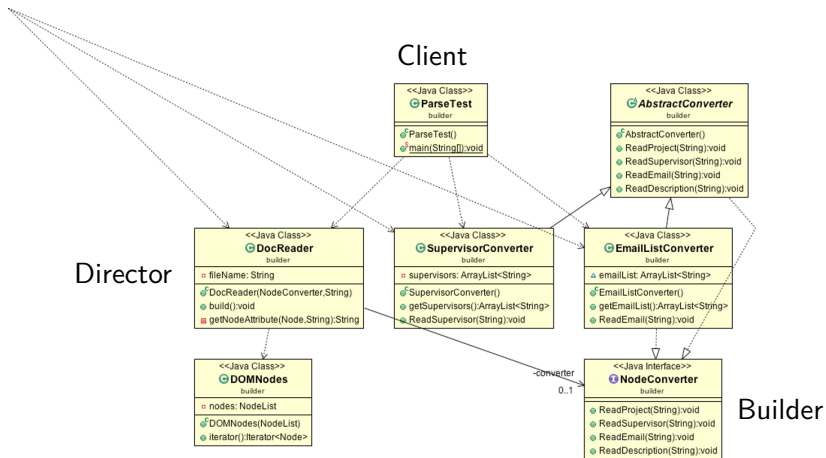 Client
<<Java Class>>
ParseTest
builder
ParseTest()
main(String[]):void
<<Java Class>>
AbstractConverter
builder
AbstractConverter()
ReadProject(String):void
ReadSupervisor(String):void
ReadEmail(String):void
ReadDescription(String):void
Director
<<Java Class>>
DocReader
builder
fileName: String
DocReader(NodeConverter,String)
build():void
getNodeAttribute(Node,String):String
<<Java Class>>
SupervisorConverter
builder
supervisors: ArrayList<String>
SupervisorConverter()
getSupervisors():ArrayList<String>
ReadSupervisor(String):void
<<Java Class>>
EmailListConverter
builder
emailList: ArrayList<String>
EmailListConverter()
getEmailList():ArrayList<String>
ReadEmail(String):void
<<Java Class>>
DOMNodes
builder
nodes: NodeList
DOMNodes(NodeList)
iterator():Iterator<Node>
-converter
0..1
<<Java Interface>>
NodeConverter
builder
ReadProject(String):void
ReadSupervisor(String):void
ReadEmail(String):void
ReadDescription(String):void
Builder